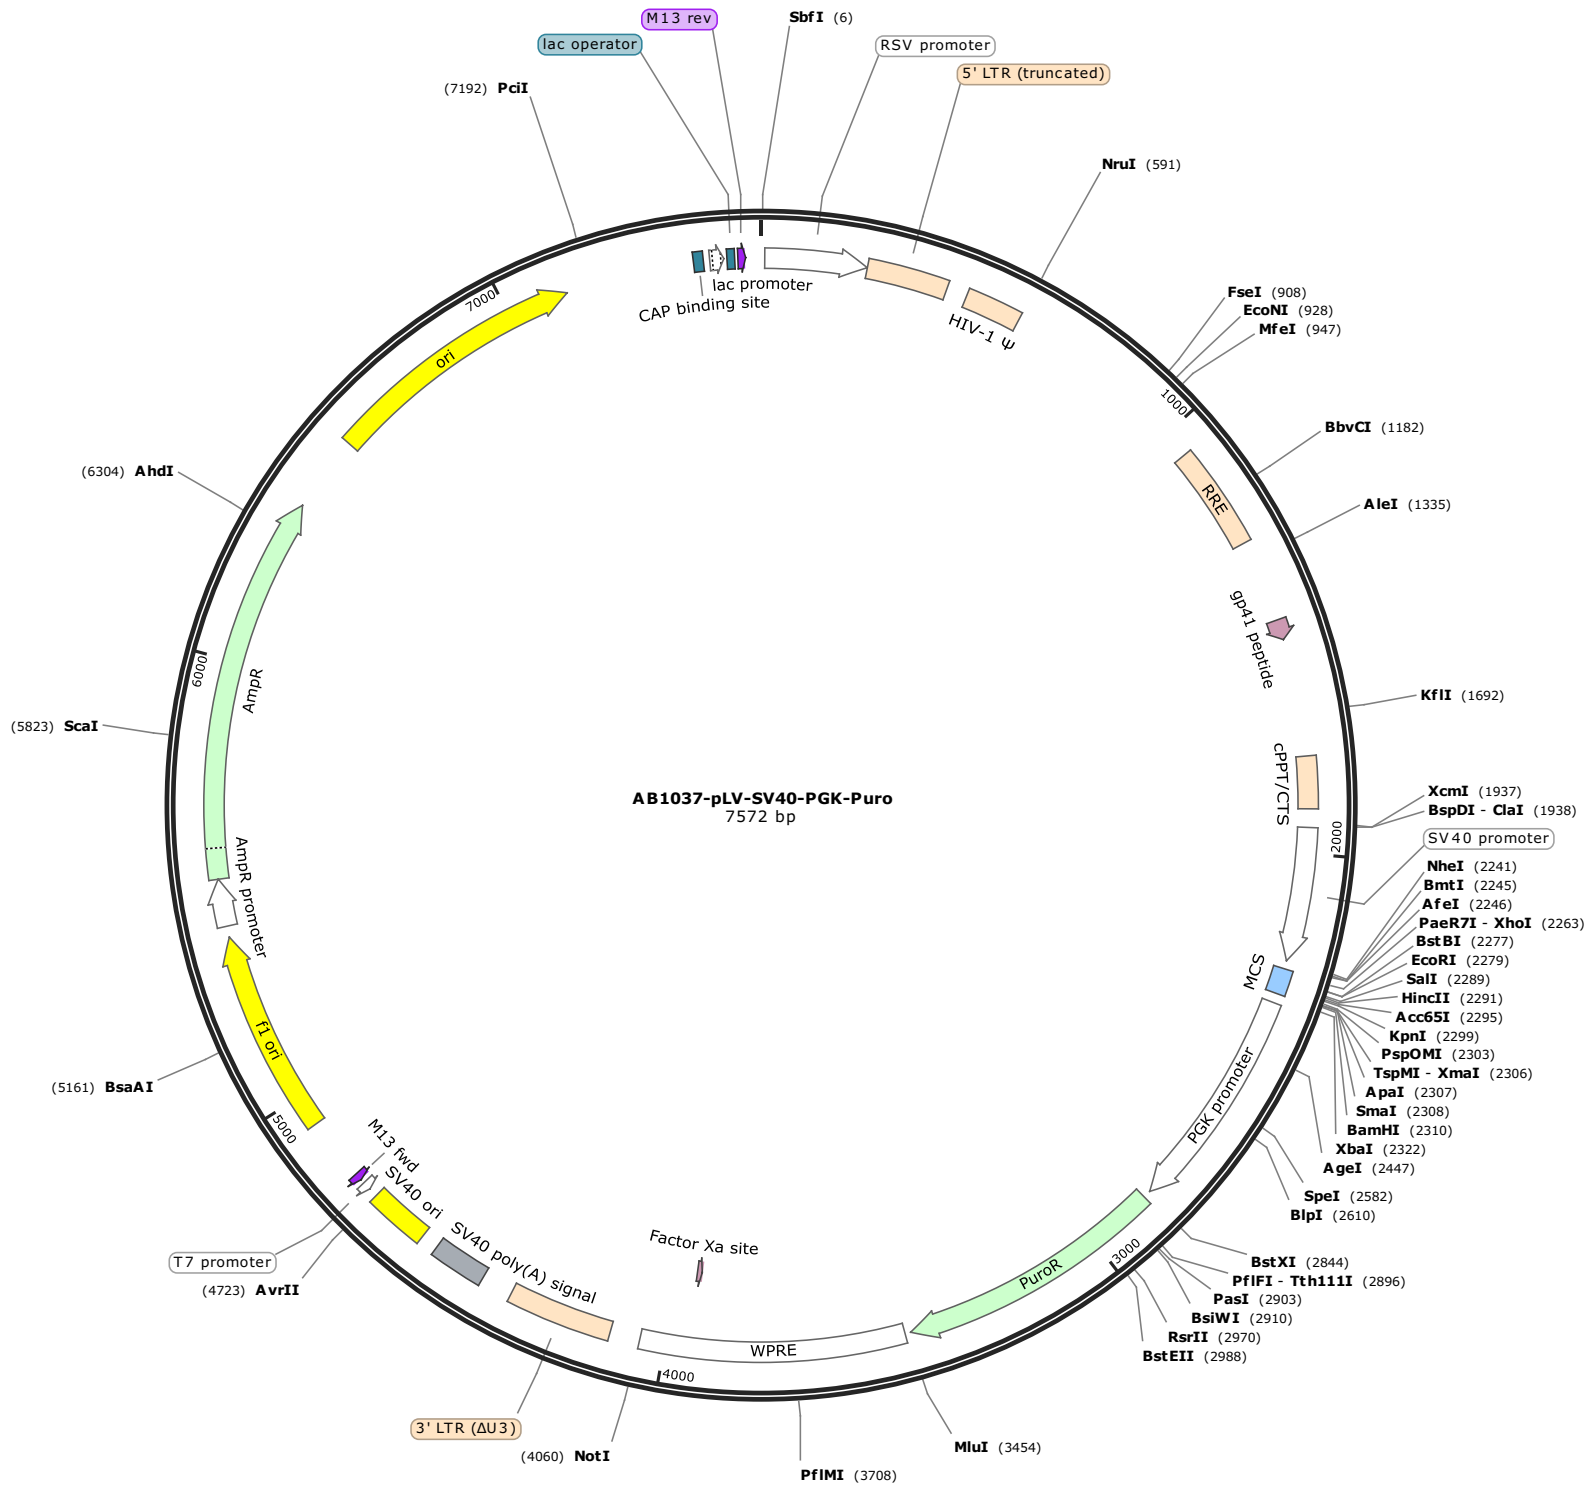 M13 rev
SbfI (6)
lac operator
RSV promoter
5' LTR (truncated)
(7192) PciI
NruI (591)
lac promoter
CAP binding site
HIV-1 Ψ
7000
ori
FseI (908)
EcoNI (928)
MfeI (947)
1000
BbvCI (1182)
(6304) AhdI
RRE
AleI (1335)
gp41 peptide
6000
AmpR
KflI (1692)
(5823) ScaI
cPPT/CTS
AB1037-pLV-SV40-PGK-Puro
7572 bp
XcmI (1937)
BspDI - ClaI (1938)
2000
SV40 promoter
AmpR promoter
NheI (2241)
BmtI (2245)
AfeI (2246)
PaeR7I - XhoI (2263)
BstBI (2277)
EcoRI (2279)
MCS
SalI (2289)
HincII (2291)
Acc65I (2295)
KpnI (2299)
f1 ori
PspOMI (2303)
TspMI - XmaI (2306)
(5161) BsaAI
ApaI (2307)
PGK promoter
SmaI (2308)
BamHI (2310)
5000
XbaI (2322)
AgeI (2447)
M13 fwd
SV40 ori
SpeI (2582)
BlpI (2610)
SV40 poly(A) signal
Factor Xa site
3000
T7 promoter
BstXI (2844)
PuroR
PflFI - Tth111I (2896)
(4723) AvrII
PasI (2903)
BsiWI (2910)
RsrII (2970)
WPRE
BstEII (2988)
4000
3' LTR (ΔU3)
MluI (3454)
(4060) NotI
PflMI (3708)